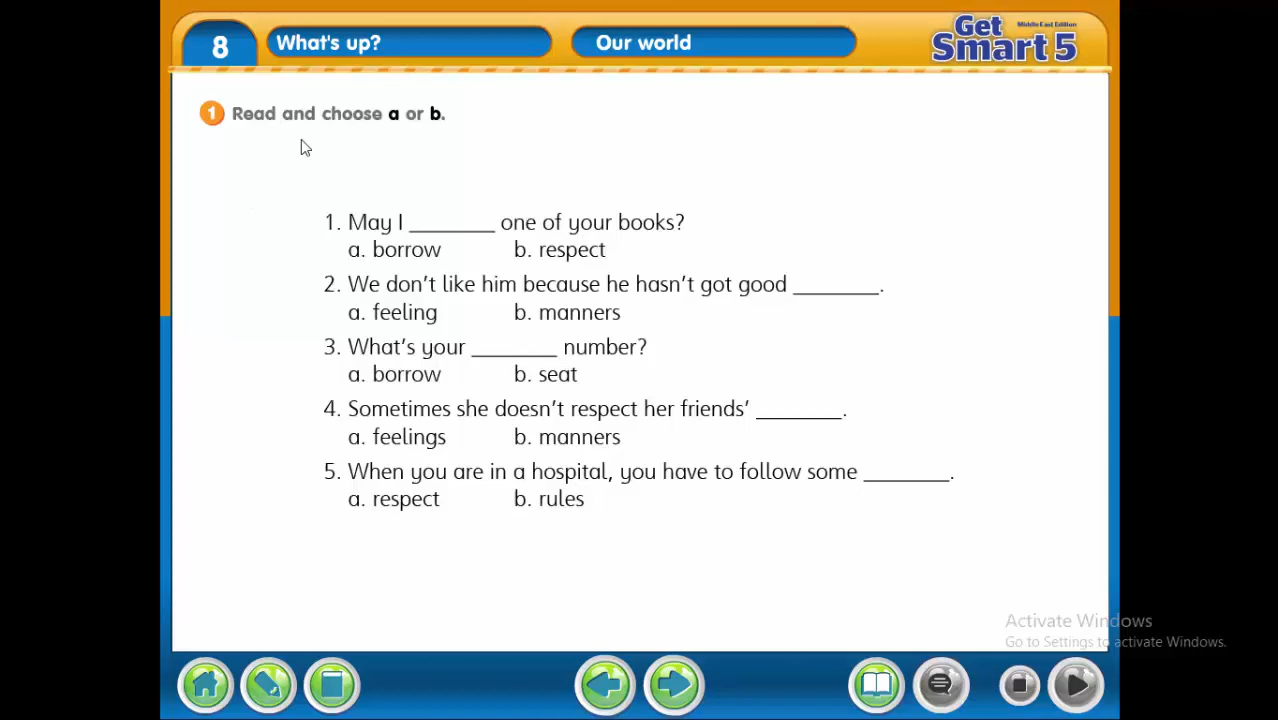 8 What's up? Our world Get Smart 5 Middle East Edition
1 Read and choose a or b.
1. May I ________ one of your books?
a. borrow b. respect
2. We don't like him because he hasn't got good ________.
a. feeling b. manners
3. What's your ________ number?
a. borrow b. seat
4. Sometimes she doesn't respect her friends' ________.
a. feelings b. manners
5. When you are in a hospital, you have to follow some ________.
a. respect b. rules
Activate Windows
Go to Settings to activate Windows.